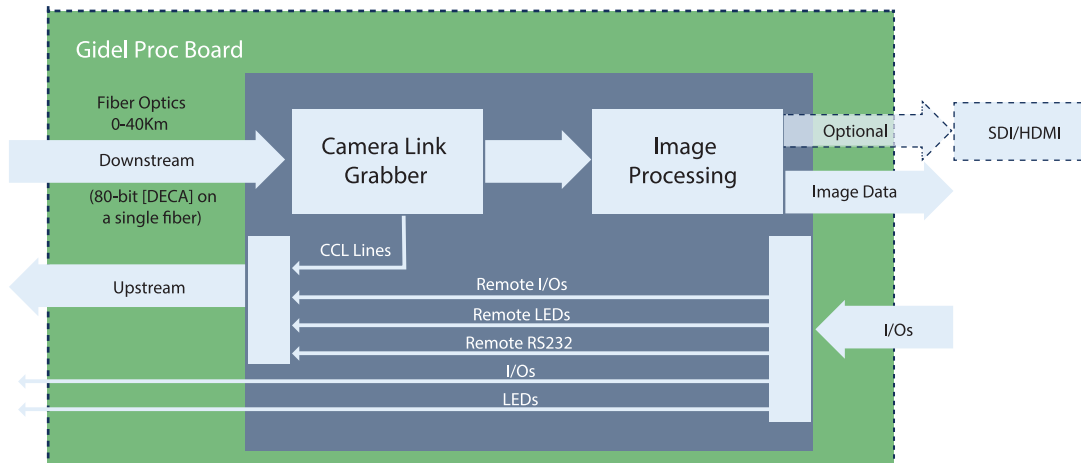 Gidel Proc Board
Fiber Optics
0-40Km
Downstream
(80-bit [DECA] on
a single fiber)
Camera Link
Grabber
Image
Processing
Optional
SDI/HDMI
Image Data
CCL Lines
Upstream
Remote I/Os
Remote LEDs
Remote RS232
I/Os
LEDs
I/Os